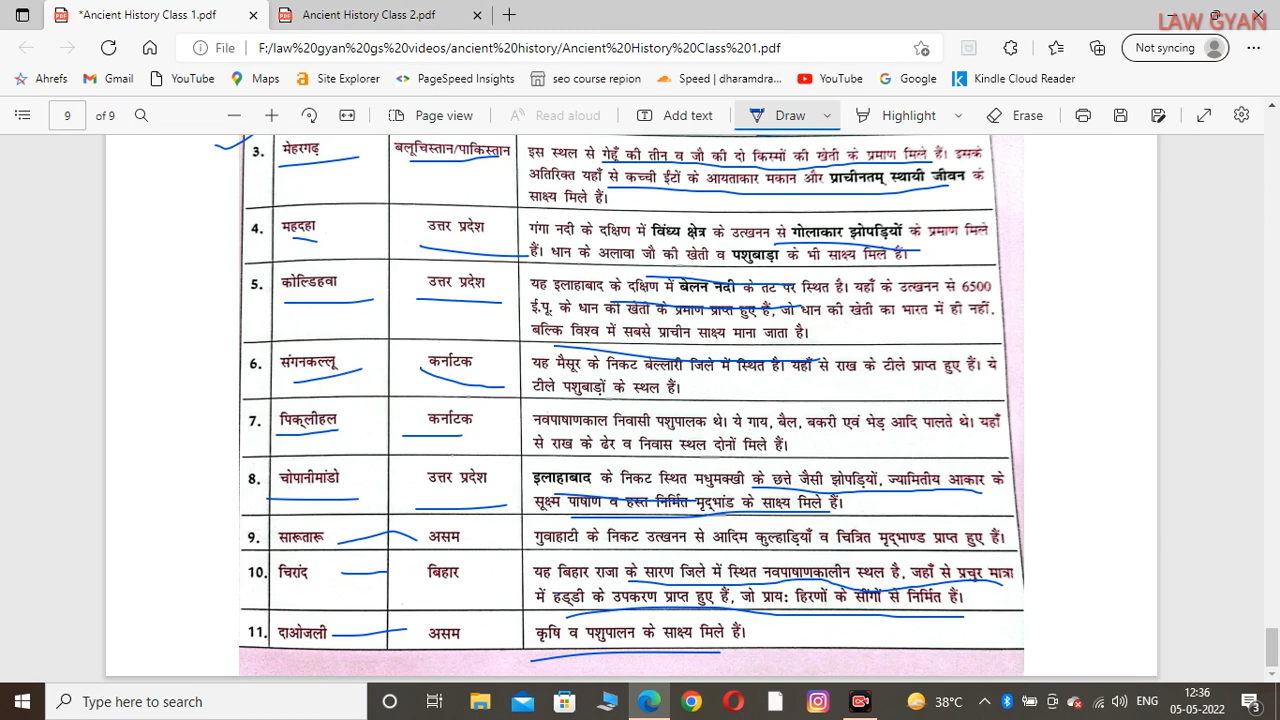 *Ancient History Class 1.pdf
Ancient History Class 2.pdf
LAW GYAN
File F:/law%20gyan%20gs%20videos/ancient%20history/Ancient%20History%20Class%201.pdf
Not syncing
Ahrefs Gmail YouTube Maps Site Explorer PageSpeed Insights seo course repion Speed | dharamdra... YouTube Google Kindle Cloud Reader
9 of 9 Page view Read aloud Add text Draw Highlight Erase
3. मेहरगढ़ बलूचिस्तान/पाकिस्तान इस स्थल से गेहूँ की तीन व जौ की दो किस्मों की खेती के प्रमाण मिले हैं। इसके
अतिरिक्त यहाँ से कच्ची ईंटों के आयताकार मकान और प्राचीनतम् स्थायी जीवन के
साक्ष्य मिले हैं।
4. महदहा उत्तर प्रदेश गंगा नदी के दक्षिण में विंध्य क्षेत्र के उत्खनन से गोलाकार झोपड़ियों के प्रमाण मिले
हैं। धान के अलावा जौ की खेती व पशुबाड़ा के भी साक्ष्य मिले हैं।
5. कोल्डिहवा उत्तर प्रदेश यह इलाहाबाद के दक्षिण में बेलन नदी के तट पर स्थित है। यहाँ के उत्खनन से 6500
ई.पू. के धान की खेती के प्रमाण प्राप्त हुए हैं, जो धान की खेती का भारत में ही नहीं,
बल्कि विश्व में सबसे प्राचीन साक्ष्य माना जाता है।
6. संगनकल्लू कर्नाटक यह मैसूर के निकट बेल्लारी जिले में स्थित है। यहाँ से राख के टीले प्राप्त हुए हैं। ये
टीले पशुबाड़ों के स्थल हैं।
7. पिक्लीहल कर्नाटक नवपाषाणकाल निवासी पशुपालक थे। ये गाय, बैल, बकरी एवं भेड़ आदि पालते थे। यहाँ
से राख के ढेर व निवास स्थल दोनों मिले हैं।
8. चोपानीमांडो उत्तर प्रदेश इलाहाबाद के निकट स्थित मधुमक्खी के छत्ते जैसी झोपड़ियों, ज्यामितीय आकार के
सूक्ष्म पाषाण व हस्त निर्मित मृद्भांड के साक्ष्य मिले हैं।
9. सारूतारू असम गुवाहाटी के निकट उत्खनन से आदिम कुल्हाड़ियाँ व चित्रित मृद्भाण्ड प्राप्त हुए हैं।
10. चिरांद बिहार यह बिहार राजा के सारण जिले में स्थित नवपाषाणकालीन स्थल है, जहाँ से प्रचुर मात्रा
में हड्डी के उपकरण प्राप्त हुए हैं, जो प्राय: हिरणों के सींगों से निर्मित हैं।
11. दाओजली असम कृषि व पशुपालन के साक्ष्य मिले हैं।
Type here to search
38°C
ENG
12:36
05-05-2022
3